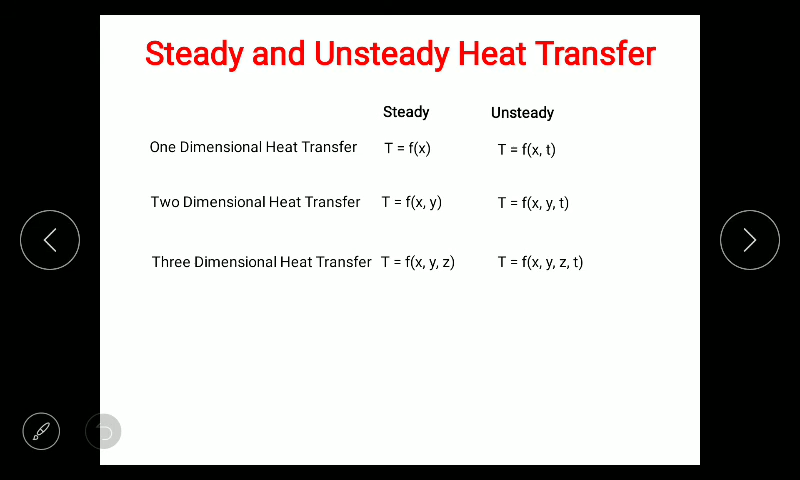 Steady and Unsteady Heat Transfer
Steady Unsteady
One Dimensional Heat Transfer T = f(x) T = f(x, t)
Two Dimensional Heat Transfer T = f(x, y) T = f(x, y, t)
Three Dimensional Heat Transfer T = f(x, y, z) T = f(x, y, z, t)